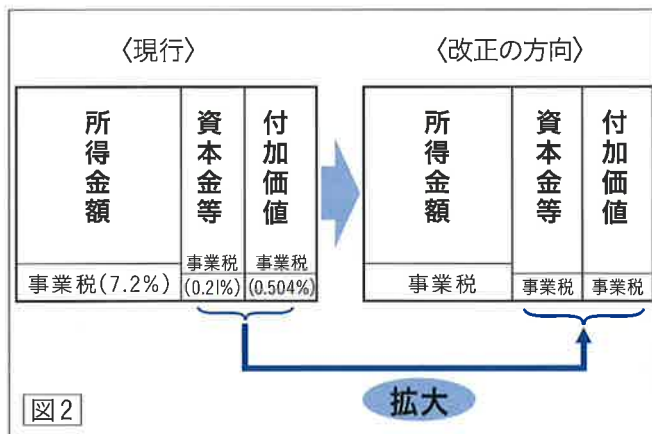 〈現行〉
所得金額
資本金等
付加価値
事業税(7.2%)
事業税
(0.21%)
事業税
(0.504%)
〈改正の方向〉
所得金額
資本金等
付加価値
事業税
事業税
事業税
拡大
図2